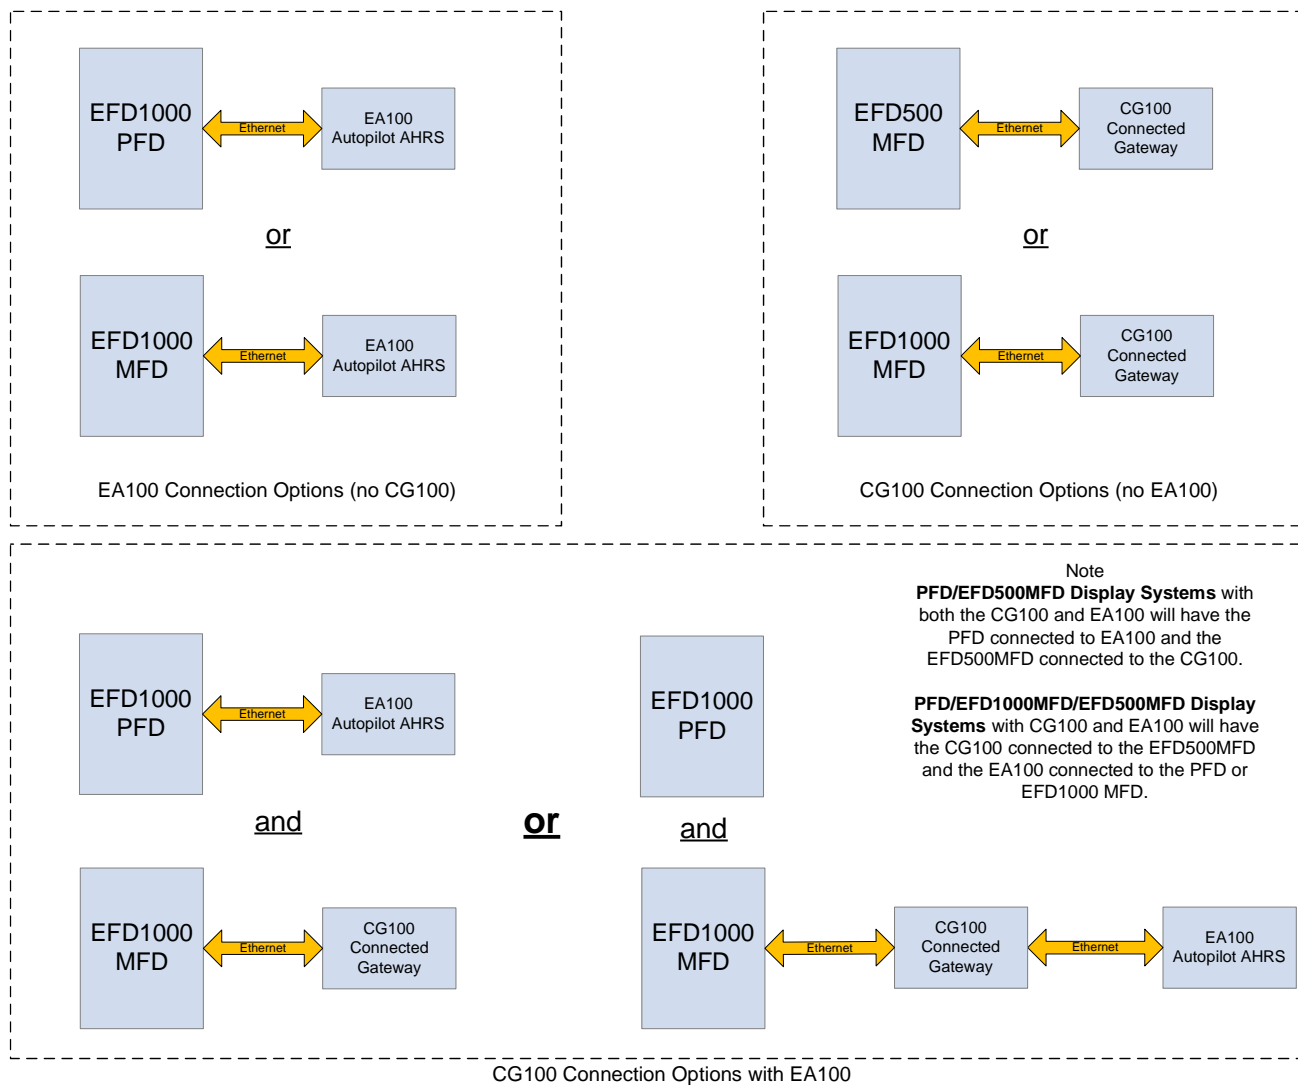 EFD1000
PFD
Ethernet
EA100
Autopilot AHRS
or
EFD1000
MFD
Ethernet
EA100
Autopilot AHRS
EA100 Connection Options (no CG100)
EFD500
MFD
Ethernet
CG100
Connected
Gateway
or
EFD1000
MFD
Ethernet
CG100
Connected
Gateway
CG100 Connection Options (no EA100)
EFD1000
PFD
Ethernet
EA100
Autopilot AHRS
and
EFD1000
MFD
Ethernet
CG100
Connected
Gateway
or
EFD1000
PFD
and
EFD1000
MFD
Ethernet
CG100
Connected
Gateway
Ethernet
EA100
Autopilot AHRS
Note
PFD/EFD500MFD Display Systems with
both the CG100 and EA100 will have the
PFD connected to EA100 and the
EFD500MFD connected to the CG100.
PFD/EFD1000MFD/EFD500MFD Display
Systems with CG100 and EA100 will have
the CG100 connected to the EFD500MFD
and the EA100 connected to the PFD or
EFD1000 MFD.
CG100 Connection Options with EA100